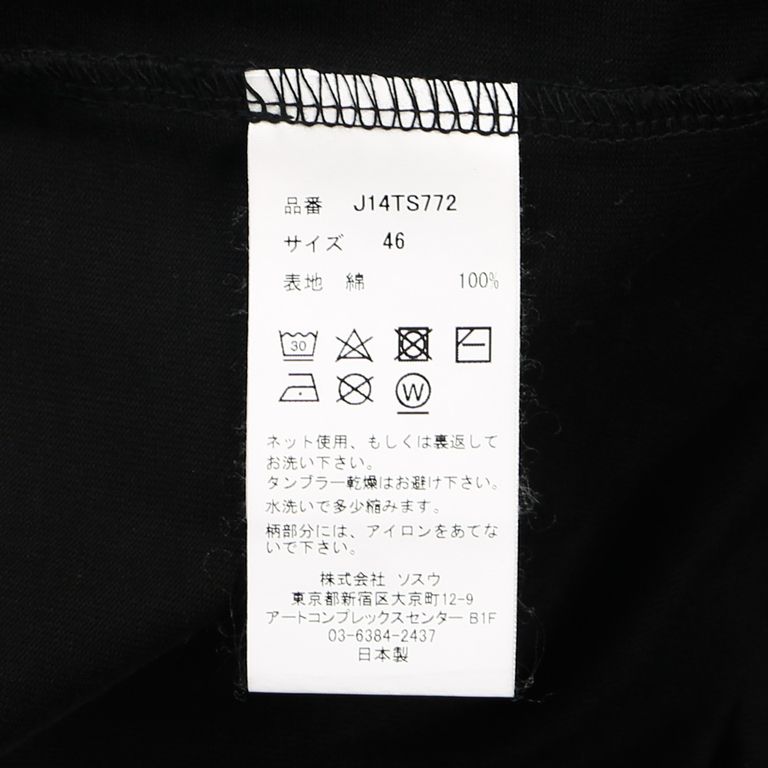 品番 J14TS772
サイズ 46
表地 綿 100%
30
W
ネット使用、もしくは裏返して
お洗い下さい。
タンブラー乾燥はお避け下さい。
水洗いで多少縮みます。
柄部分には、アイロンをあてな
いで下さい。
株式会社 ソスウ
東京都新宿区大京町12-9
アートコンプレックスセンター B1F
03-6384-2437
日本製